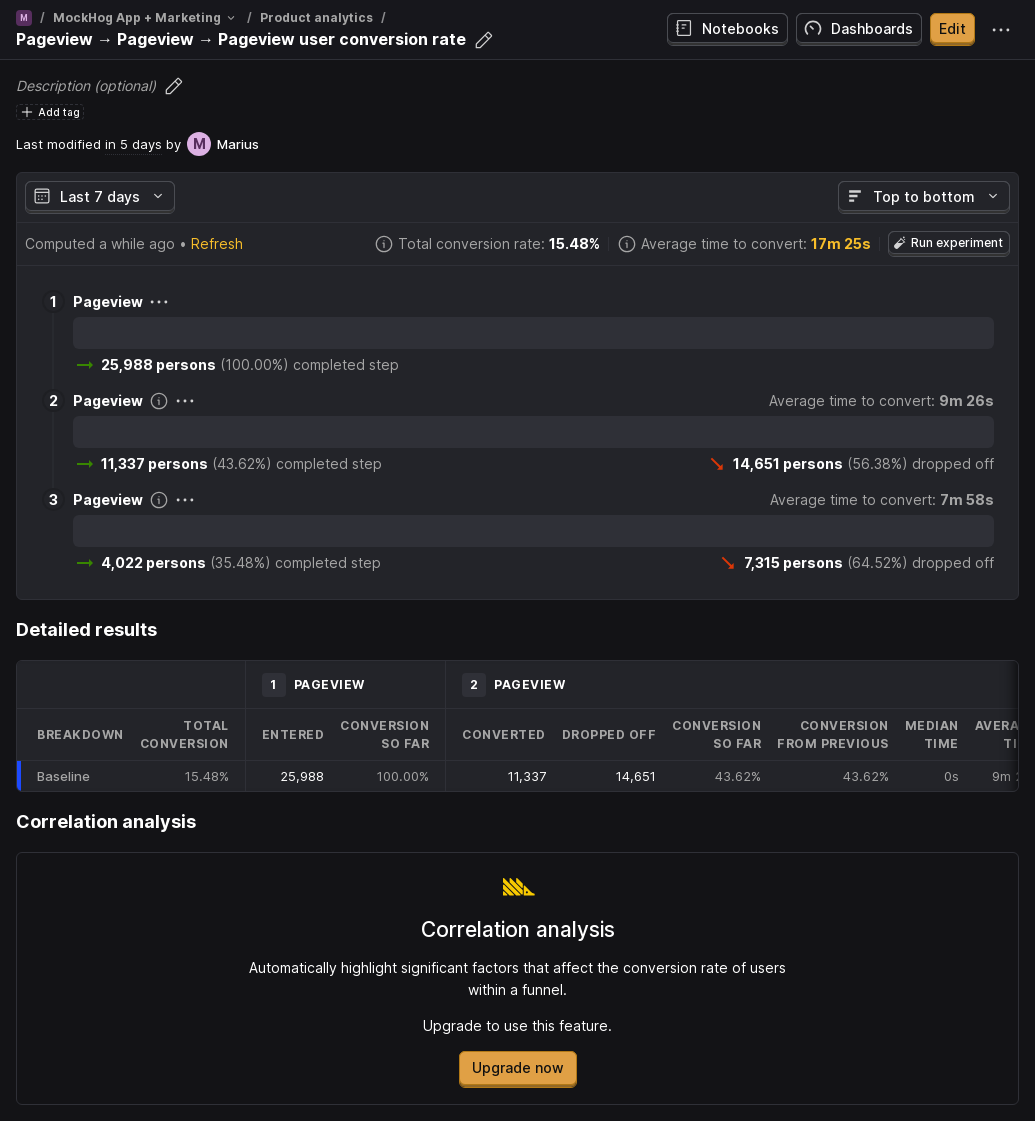 M / MockHog App + Marketing / Product analytics /
Pageview → Pageview → Pageview user conversion rate
Notebooks Dashboards Edit
Description (optional)
Add tag
Last modified in 5 days by M Marius
Last 7 days Top to bottom
Computed a while ago • Refresh Total conversion rate: 15.48% Average time to convert: 17m 25s Run experiment
1 Pageview
25,988 persons (100.00%) completed step
2 Pageview Average time to convert: 9m 26s
11,337 persons (43.62%) completed step 14,651 persons (56.38%) dropped off
3 Pageview Average time to convert: 7m 58s
4,022 persons (35.48%) completed step 7,315 persons (64.52%) dropped off
Detailed results
1 PAGEVIEW 2 PAGEVIEW
BREAKDOWN TOTAL CONVERSION ENTERED CONVERSION SO FAR CONVERTED DROPPED OFF CONVERSION SO FAR CONVERSION FROM PREVIOUS MEDIAN TIME
Baseline 15.48% 25,988 100.00% 11,337 14,651 43.62% 43.62% 0s 9m
Correlation analysis
Correlation analysis
Automatically highlight significant factors that affect the conversion rate of users
within a funnel.
Upgrade to use this feature.
Upgrade now